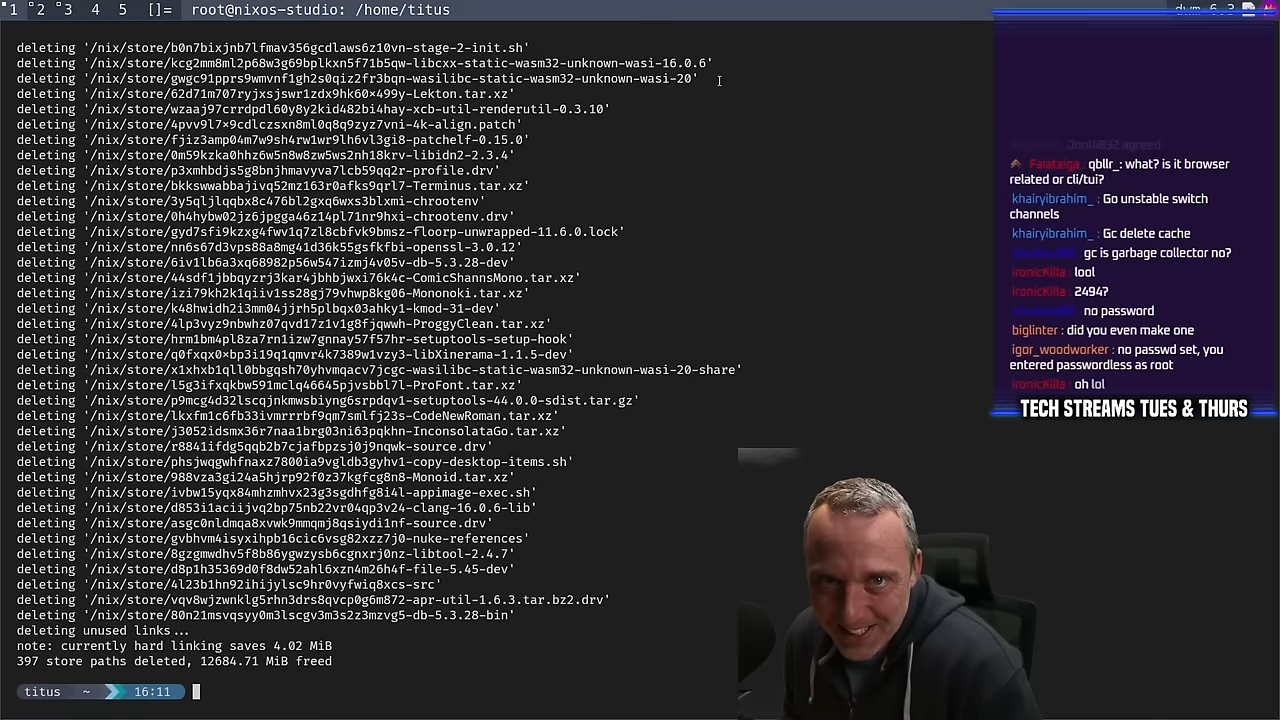 1 2 3 4 5 []= root@nixos-studio: /home/titus
dwm 6.3
deleting '/nix/store/b0n7bixjnb7lfmav356gcdlaws6z10vn-stage-2-init.sh'
deleting '/nix/store/kcg2mm8ml2p68w3g69bplkxn5f71b5qw-libcxx-static-wasm32-unknown-wasi-16.0.6'
deleting '/nix/store/gwgc91pprs9wmvnf1gh2s0qiz2fr3bqn-wasilibc-static-wasm32-unknown-wasi-20'
deleting '/nix/store/62d71m707ryjxsjswr1zdx9hk60×499y-Lekton.tar.xz'
deleting '/nix/store/wzaaj97crrdpdl60y8y2kid482bi4hay-xcb-util-renderutil-0.3.10'
deleting '/nix/store/4pvv9l7×9cdlczsxn8ml0q8q9zyz7vni-4k-align.patch'
deleting '/nix/store/fjiz3amp04m7w9sh4rw1wr9lh6vl3gi8-patchelf-0.15.0'
deleting '/nix/store/0m59kzka0hhz6w5n8w8zw5ws2nh18krv-libidn2-2.3.4'
deleting '/nix/store/p3xmhbdjs5g8bnjhmavyva7lcb59qq2r-profile.drv'
deleting '/nix/store/bkkswwabbajivq52mz163r0afks9qrl7-Terminus.tar.xz'
deleting '/nix/store/3y5qljlqqbx8c476bl2gxq6wxs3blxmi-chrootenv'
deleting '/nix/store/0h4hybw02jz6jpgga46z14pl71nr9hxi-chrootenv.drv'
deleting '/nix/store/gyd7sfi9kzxg4fwv1q7zl8cbfvk9bmsz-floorp-unwrapped-11.6.0.lock'
deleting '/nix/store/nn6s67d3vps88a8mg41d36k55gsfkfbi-openssl-3.0.12'
deleting '/nix/store/6iv1lb6a3xq68982p56w547izmj4v05v-db-5.3.28-dev'
deleting '/nix/store/44sdf1jbbqyzrj3kar4jbhbjwxi76k4c-ComicShannsMono.tar.xz'
deleting '/nix/store/izi79kh2k1qiiv1ss28gj79vhwp8kg06-Mononoki.tar.xz'
deleting '/nix/store/k48hwidh2i3mm04jjrh5plbqx03ahky1-kmod-31-dev'
deleting '/nix/store/4lp3vyz9nbwhz07qvd17z1v1g8fjqwwh-ProggyClean.tar.xz'
deleting '/nix/store/hrm1bm4pl8za7rn1izw7gnnay57f57hr-setuptools-setup-hook'
deleting '/nix/store/q0fxqx0×bp3i19q1qmvr4k7389w1vzy3-libXinerama-1.1.5-dev'
deleting '/nix/store/x1xhxb1qll0bbgqsh70yhvmqacv7jcgc-wasilibc-static-wasm32-unknown-wasi-20-share'
deleting '/nix/store/l5g3ifxqkbw591mclq46645pjvsbbl7l-ProFont.tar.xz'
deleting '/nix/store/p9mcg4d32lscqjnkmwsbiyng6srpdqv1-setuptools-44.0.0-sdist.tar.gz'
deleting '/nix/store/lkxfm1c6fb33ivmrrrbf9qm7smlfj23s-CodeNewRoman.tar.xz'
deleting '/nix/store/j3052idsmx36r7naa1brg03ni63pqkhn-InconsolataGo.tar.xz'
deleting '/nix/store/r8841ifdg5qqb2b7cjafbpzsj0j9nqwk-source.drv'
deleting '/nix/store/phsjwqgwhfnaxz7800ia9vgldb3gyhv1-copy-desktop-items.sh'
deleting '/nix/store/988vza3gi24a5hjrp92f0z37kgfcg8n8-Monoid.tar.xz'
deleting '/nix/store/ivbw15yqx84mhzmhvx23g3sgdhfg8i4l-appimage-exec.sh'
deleting '/nix/store/d853i1aciijvq2bp75nb22vr04qp3v24-clang-16.0.6-lib'
deleting '/nix/store/asgc0nldmqa8xvwk9mmqmj8qsiydi1nf-source.drv'
deleting '/nix/store/gvbhvm4isyxihpb16cic6vsg82xzz7j0-nuke-references'
deleting '/nix/store/8gzgmwdhv5f8b86ygwzysb6cgnxrj0nz-libtool-2.4.7'
deleting '/nix/store/d8p1h35369d0f8dw52ahl6xzn4m26h4f-file-5.45-dev'
deleting '/nix/store/4l23b1hn92ihijylsc9hr0vyfwiq8xcs-src'
deleting '/nix/store/vqv8wjzwnklg5rhn3drs8qvcp0g6m872-apr-util-1.6.3.tar.bz2.drv'
deleting '/nix/store/80n21msvqsyy0m3lscgv3m3s2z3mzvg5-db-5.3.28-bin'
deleting unused links...
note: currently hard linking saves 4.02 MiB
397 store paths deleted, 12684.71 MiB freed
titus ~ 16:11
Jool4832 agreed
Faiataiga : qbllr_: what? is it browser
related or cli/tui?
khairyibrahim_ : Go unstable switch
channels
khairyibrahim_ : Gc delete cache
gc is garbage collector no?
ironicKilla : lool
ironicKilla : 2494?
no password
biglinter : did you even make one
igor_woodworker : no passwd set, you
entered passwordless as root
ironicKilla : oh lol
TECH STREAMS TUES & THURS